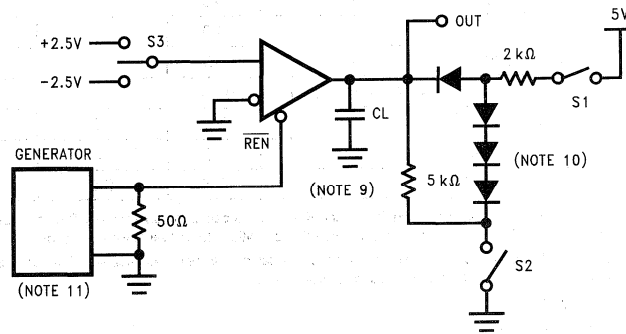 5V
OUT
+2.5V
S3
2 kΩ
-2.5V
S1
CL
REN
GENERATOR
(NOTE 10)
(NOTE 9)
5 kΩ
50Ω
S2
(NOTE 11)